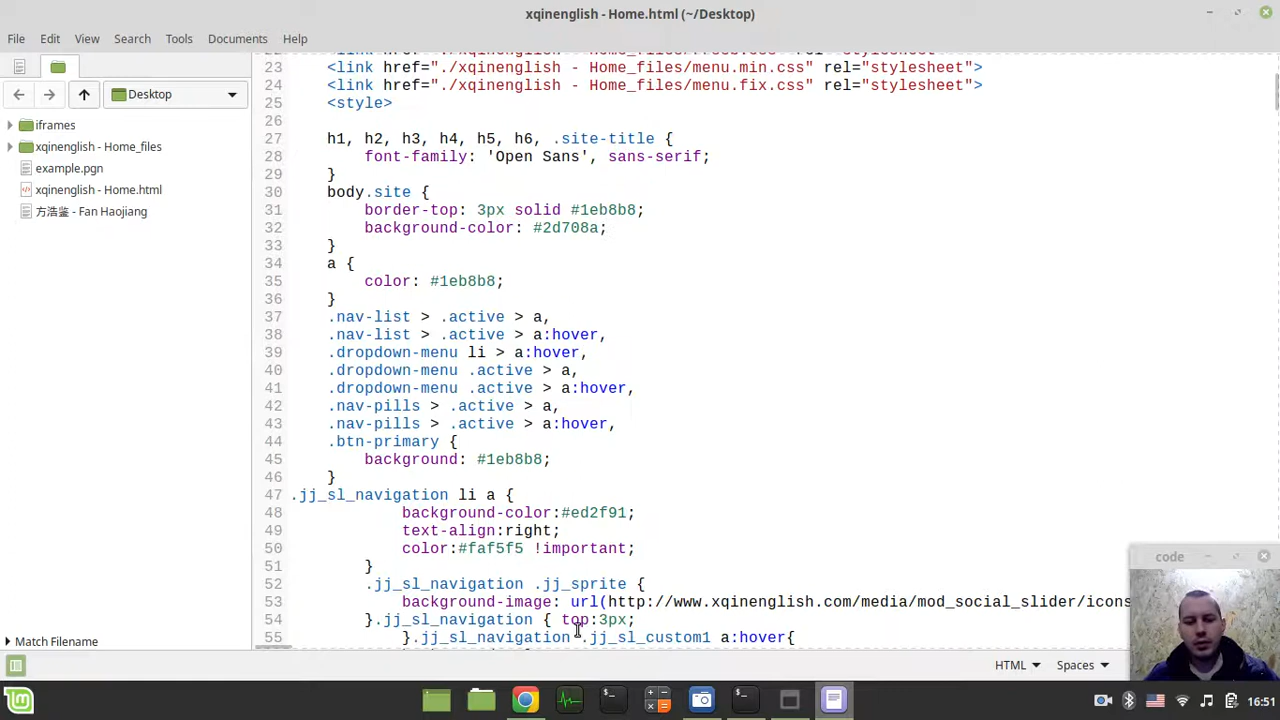 xqinenglish - Home.html (~/Desktop)
File Edit View Search Tools Documents Help
Desktop
iframes
xqinenglish - Home_files
example.pgn
xqinenglish - Home.html
方浩鉴 - Fan Haojiang
Match Filename
23 <link href="./xqinenglish - Home_files/menu.min.css" rel="stylesheet">
24 <link href="./xqinenglish - Home_files/menu.fix.css" rel="stylesheet">
25 <style>
26
27 h1, h2, h3, h4, h5, h6, .site-title {
28 font-family: 'Open Sans', sans-serif;
29 }
30 body.site {
31 border-top: 3px solid #1eb8b8;
32 background-color: #2d708a;
33 }
34 a {
35 color: #1eb8b8;
36 }
37 .nav-list > .active > a,
38 .nav-list > .active > a:hover,
39 .dropdown-menu li > a:hover,
40 .dropdown-menu .active > a,
41 .dropdown-menu .active > a:hover,
42 .nav-pills > .active > a,
43 .nav-pills > .active > a:hover,
44 .btn-primary {
45 background: #1eb8b8;
46 }
47 .jj_sl_navigation li a {
48 background-color:#ed2f91;
49 text-align:right;
50 color:#faf5f5 !important;
51 }
52 .jj_sl_navigation .jj_sprite {
53 background-image: url(http://www.xqinenglish.com/media/mod_social_slider/icons
54 }.jj_sl_navigation { top:3px;
55 }.jj_sl_navigation .jj_sl_custom1 a:hover{
code
HTML Spaces
16:51